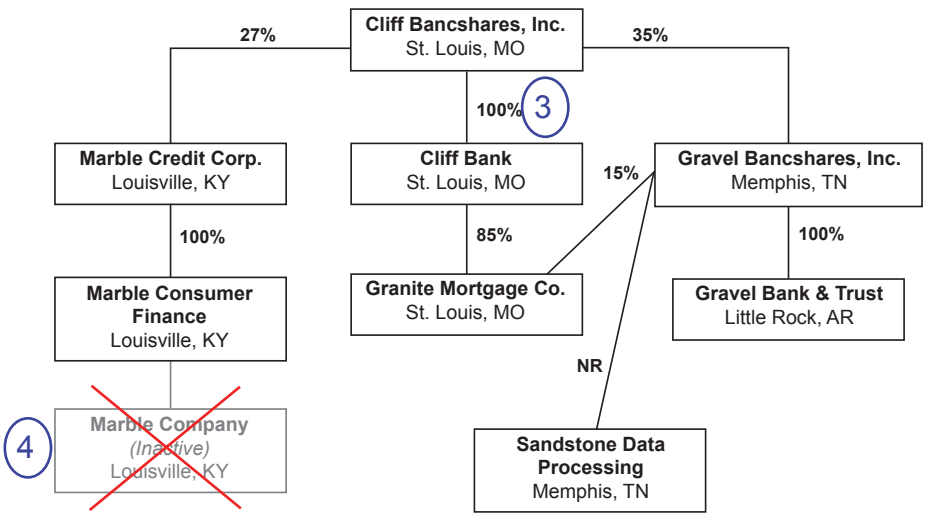 Cliff Bancshares, Inc.
St. Louis, MO
27%
35%
100%
3
Marble Credit Corp.
Louisville, KY
Cliff Bank
St. Louis, MO
Gravel Bancshares, Inc.
Memphis, TN
15%
100%
85%
100%
Marble Consumer
Finance
Louisville, KY
Granite Mortgage Co.
St. Louis, MO
Gravel Bank & Trust
Little Rock, AR
NR
4
Marble Company
(Inactive)
Louisville, KY
Sandstone Data
Processing
Memphis, TN